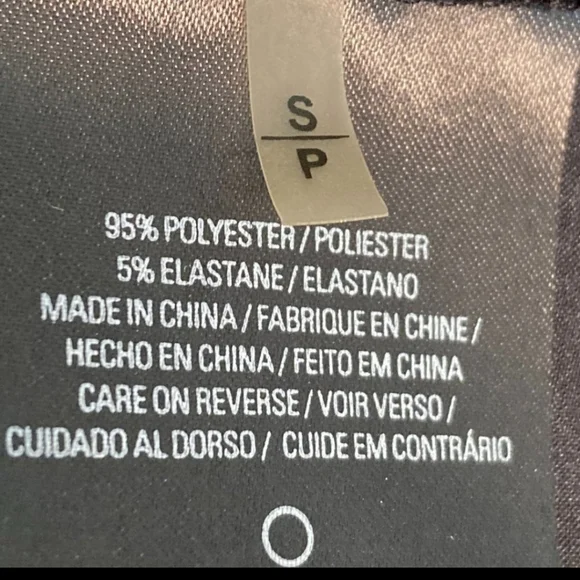 S
P
95% POLYESTER / POLIESTER
5% ELASTANE / ELASTANO
MADE IN CHINA / FABRIQUE EN CHINE /
HECHO EN CHINA / FEITO EM CHINA
CARE ON REVERSE / VOIR VERSO /
CUIDADO AL DORSO / CUIDE EM CONTRÁRIO